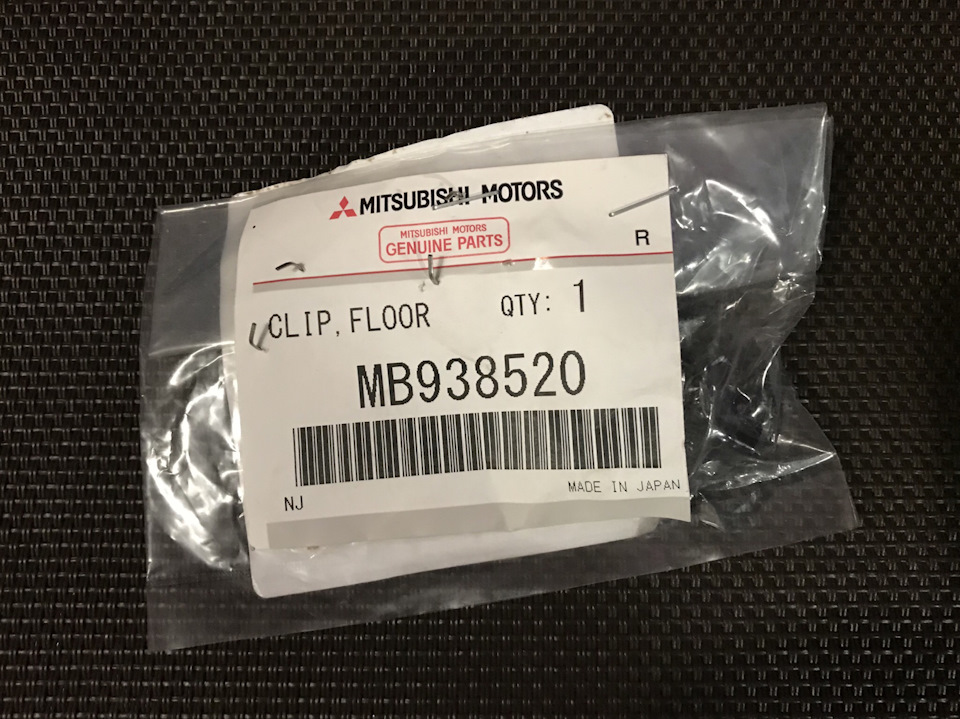 MITSUBISHI MOTORS
MITSUBISHI MOTORS
GENUINE PARTS
R
CLIP,FLOOR QTY: 1
MB938520
NJ
MADE IN JAPAN